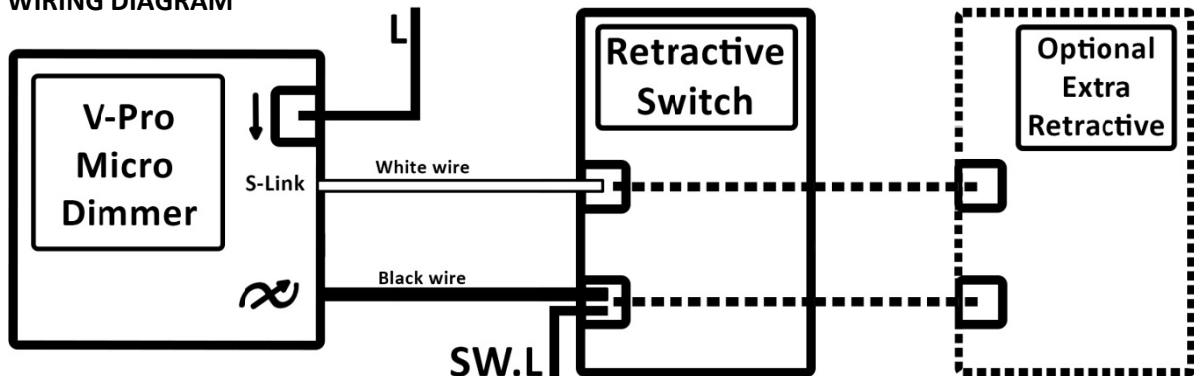 WIRING DIAGRAM
L
V-Pro
Micro
Dimmer
S-Link
White wire
Black wire
SW.L
Retractive
Switch
Optional
Extra
Retractive